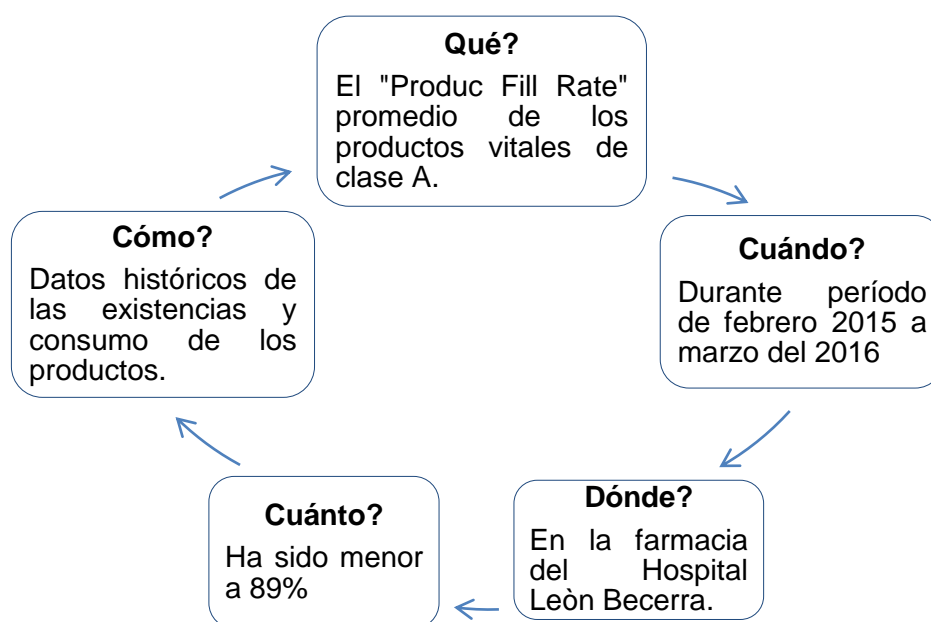 Qué?
El "Produc Fill Rate"
promedio de los
productos vitales de
clase A.
Cuándo?
Durante período
de febrero 2015 a
marzo del 2016
Dónde?
En la farmacia
del Hospital
Leòn Becerra.
Cuánto?
Ha sido menor
a 89%
Cómo?
Datos históricos de
las existencias y
consumo de los
productos.